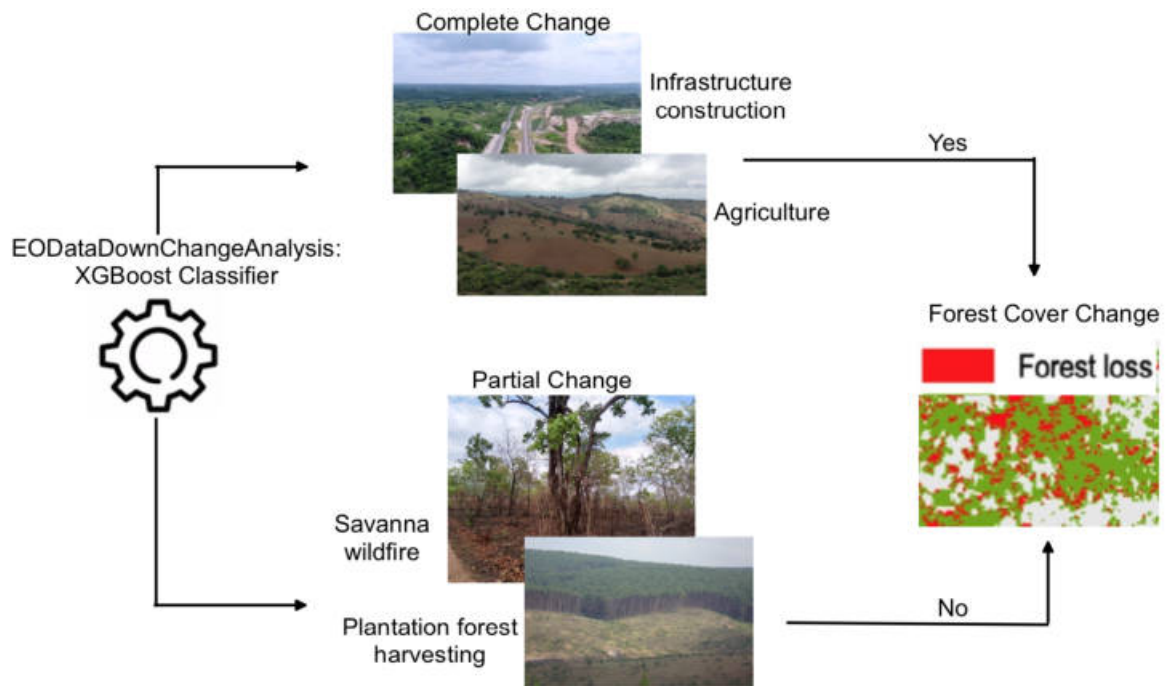 Complete Change
Infrastructure
construction
Yes
Agriculture
EODataDownChangeAnalysis:
XGBoost Classifier
Forest Cover Change
Forest loss
Partial Change
Savanna
wildfire
No
Plantation forest
harvesting